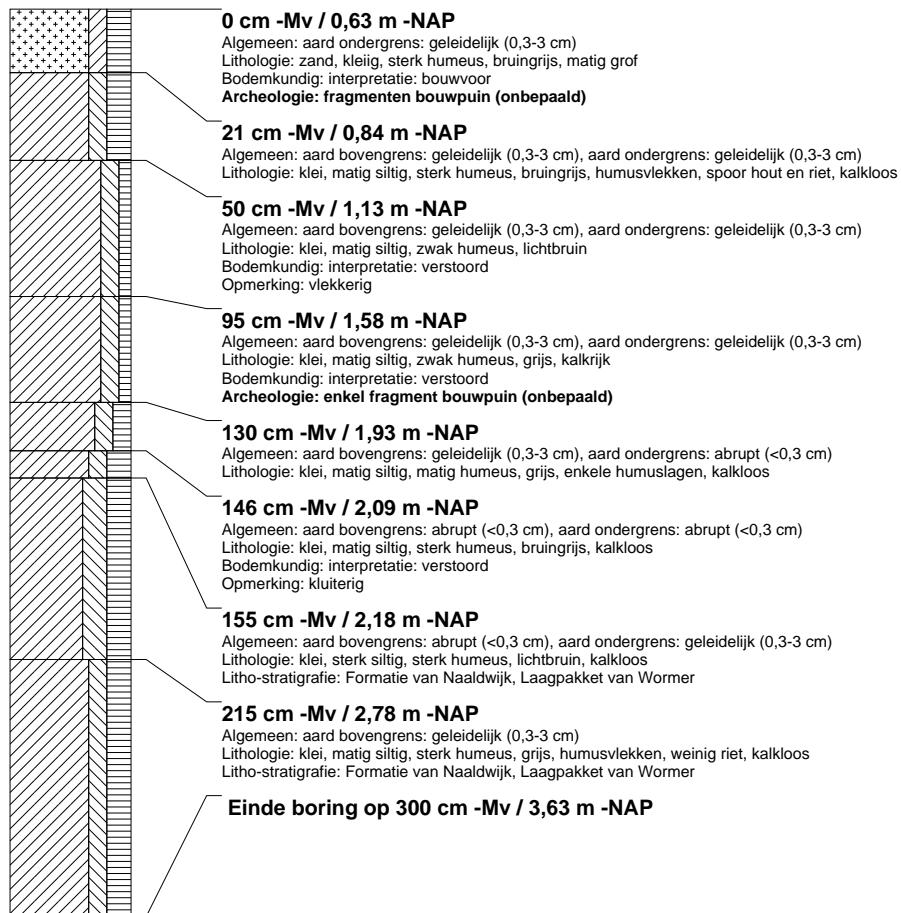 0 cm -Mv / 0,63 m -NAP
Algemeen: aard ondergrens: geleidelijk (0,3-3 cm)
Lithologie: zand, kleiig, sterk humeus, bruingrijs, matig grof
Bodemkundig: interpretatie: bouwvoor
Archeologie: fragmenten bouwpuin (onbepaald)
21 cm -Mv / 0,84 m -NAP
Algemeen: aard bovengrens: geleidelijk (0,3-3 cm), aard ondergrens: geleidelijk (0,3-3 cm)
Lithologie: klei, matig siltig, sterk humeus, bruingrijs, humusvlekken, spoor hout en riet, kalkloos
50 cm -Mv / 1,13 m -NAP
Algemeen: aard bovengrens: geleidelijk (0,3-3 cm), aard ondergrens: geleidelijk (0,3-3 cm)
Lithologie: klei, matig siltig, zwak humeus, lichtbruin
Bodemkundig: interpretatie: verstoord
Opmerking: vlekkerig
95 cm -Mv / 1,58 m -NAP
Algemeen: aard bovengrens: geleidelijk (0,3-3 cm), aard ondergrens: geleidelijk (0,3-3 cm)
Lithologie: klei, matig siltig, zwak humeus, grijs, kalkrijk
Bodemkundig: interpretatie: verstoord
Archeologie: enkel fragment bouwpuin (onbepaald)
130 cm -Mv / 1,93 m -NAP
Algemeen: aard bovengrens: geleidelijk (0,3-3 cm), aard ondergrens: abrupt (<0,3 cm)
Lithologie: klei, matig siltig, matig humeus, grijs, enkele humuslagen, kalkloos
146 cm -Mv / 2,09 m -NAP
Algemeen: aard bovengrens: abrupt (<0,3 cm), aard ondergrens: abrupt (<0,3 cm)
Lithologie: klei, matig siltig, sterk humeus, bruingrijs, kalkloos
Bodemkundig: interpretatie: verstoord
Opmerking: kluiterig
155 cm -Mv / 2,18 m -NAP
Algemeen: aard bovengrens: abrupt (<0,3 cm), aard ondergrens: geleidelijk (0,3-3 cm)
Lithologie: klei, sterk siltig, sterk humeus, lichtbruin, kalkloos
Litho-stratigrafie: Formatie van Naaldwijk, Laagpakket van Wormer
215 cm -Mv / 2,78 m -NAP
Algemeen: aard bovengrens: geleidelijk (0,3-3 cm)
Lithologie: klei, matig siltig, sterk humeus, grijs, humusvlekken, weinig riet, kalkloos
Litho-stratigrafie: Formatie van Naaldwijk, Laagpakket van Wormer
Einde boring op 300 cm -Mv / 3,63 m -NAP